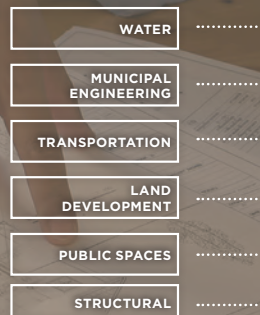 WATER
MUNICIPAL
ENGINEERING
TRANSPORTATION
LAND
DEVELOPMENT
PUBLIC SPACES
STRUCTURAL